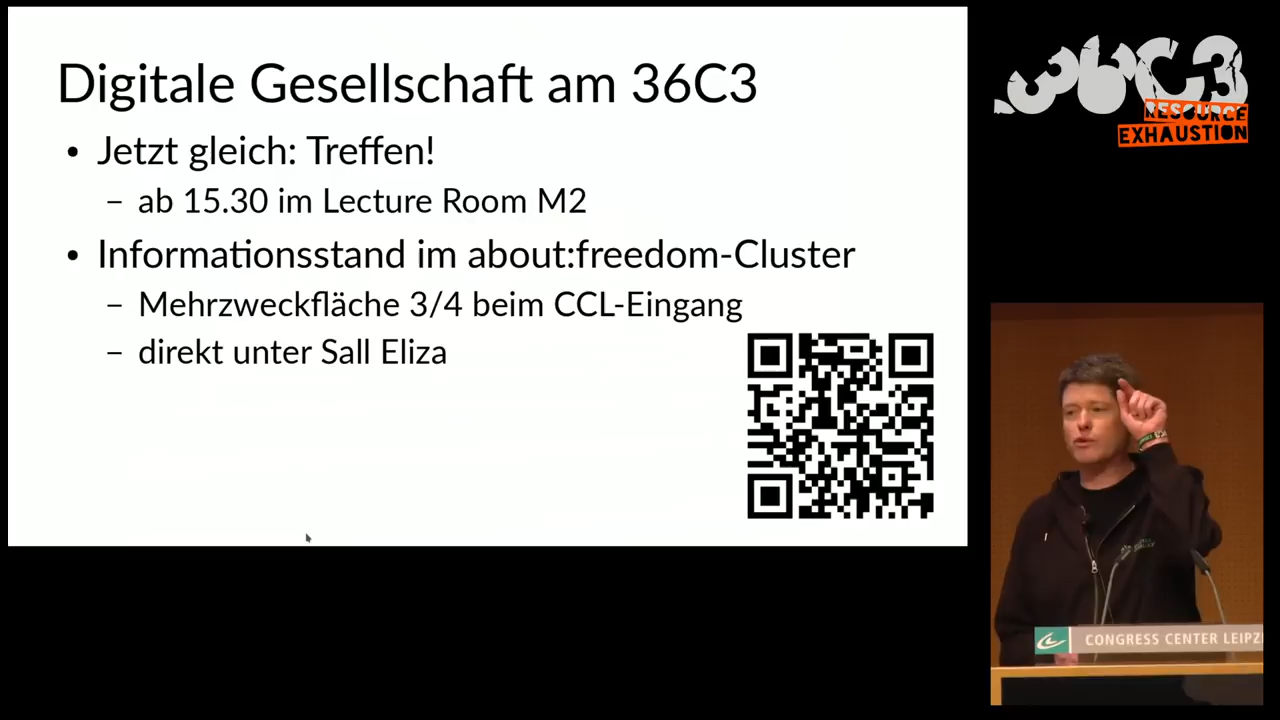 Digitale Gesellschaft am 36C3
• Jetzt gleich: Treffen!
– ab 15.30 im Lecture Room M2
• Informationsstand im about:freedom-Cluster
– Mehrzweckfläche 3/4 beim CCL-Eingang
– direkt unter Sall Eliza
36C3
RESOURCE
EXHAUSTION
CONGRESS CENTER LEIPZ